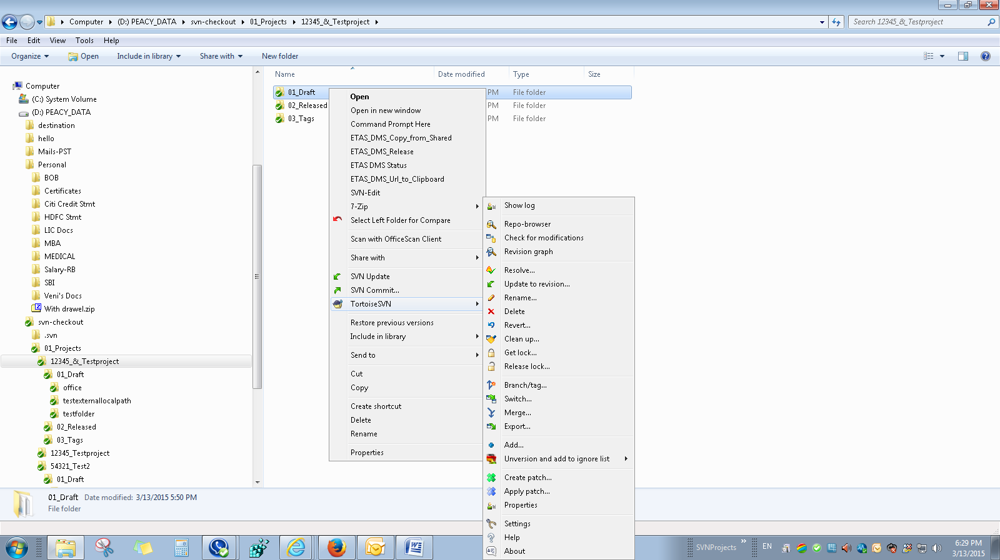 Computer
(D:) PEACY_DATA
svn-checkout
01_Projects
12345_&_Testproject
Search 12345_&_Testproject
File Edit View Tools Help
Organize Open Include in library Share with New folder
Name Date modified Type Size
Computer
(C:) System Volume
(D:) PEACY_DATA
destination
hello
Mails-PST
Personal
BOB
Certificates
Citi Credit Stmt
HDFC Stmt
LIC Docs
MBA
MEDICAL
Salary-RB
SBI
Veni's Docs
With drawel.zip
svn-checkout
.svn
01_Projects
12345_&_Testproject
01_Draft
office
testexternallocalpath
testfolder
02_Released
03_Tags
12345_Testproject
54321_Test2
01_Draft
01_Draft PM File folder
02_Released PM File folder
03_Tags PM File folder
Open
Open in new window
Command Prompt Here
ETAS_DMS_Copy_from_Shared
ETAS_DMS_Release
ETAS DMS Status
ETAS_DMS_Url_to_Clipboard
SVN-Edit
7-Zip
Select Left Folder for Compare
Scan with OfficeScan Client
Share with
SVN Update
SVN Commit...
TortoiseSVN
Restore previous versions
Include in library
Send to
Cut
Copy
Create shortcut
Delete
Rename
Properties
Show log
Repo-browser
Check for modifications
Revision graph
Resolve...
Update to revision...
Rename...
Delete
Revert...
Clean up...
Get lock...
Release lock...
Branch/tag...
Switch...
Merge...
Export...
Add...
Unversion and add to ignore list
Create patch...
Apply patch...
Properties
Settings
Help
About
01_Draft Date modified: 3/13/2015 5:50 PM
File folder
SVNProjects
EN
6:29 PM
3/13/2015